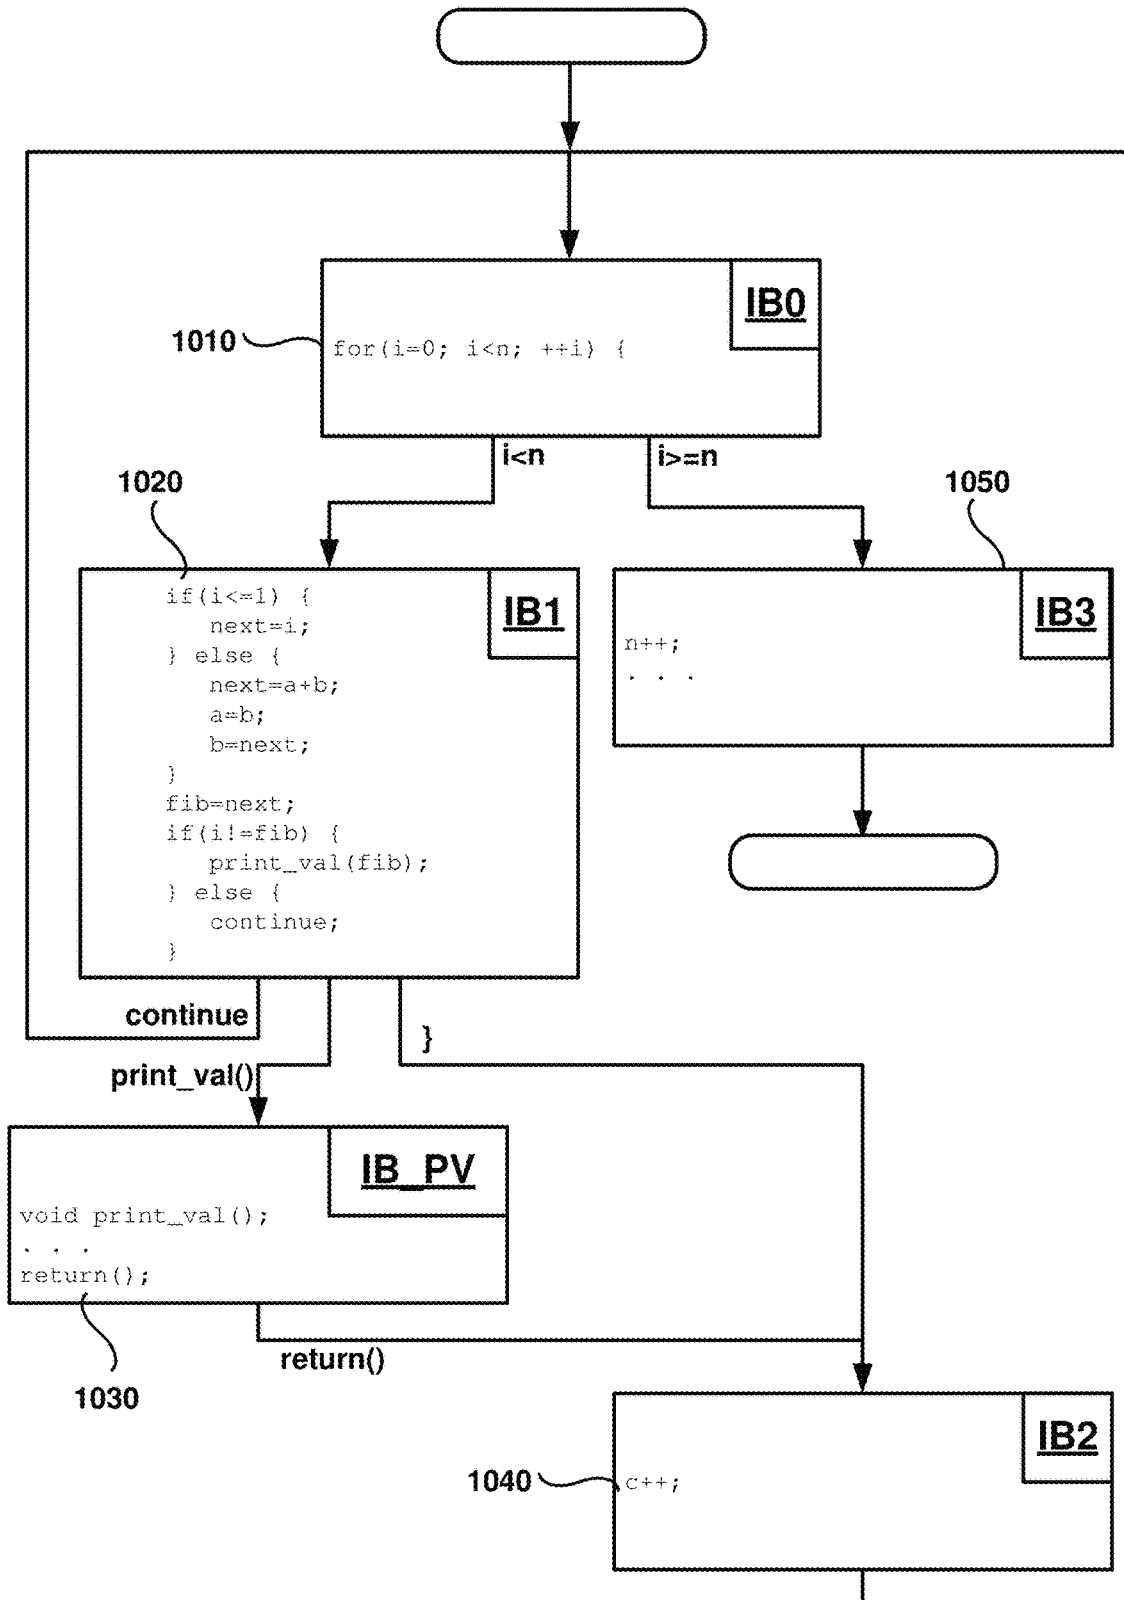 IB0
1010
for(i=0; i<n; ++i) {
i<n
i>=n
1020
1050
IB1
if(i<=1) {
next=i;
} else {
next=a+b;
a=b;
b=next;
}
fib=next;
if(i!=fib) {
print_val(fib);
} else {
continue;
}
IB3
n++;
. . .
continue
}
print_val()
IB_PV
void print_val();
. . .
return();
return()
1030
IB2
1040
c++;